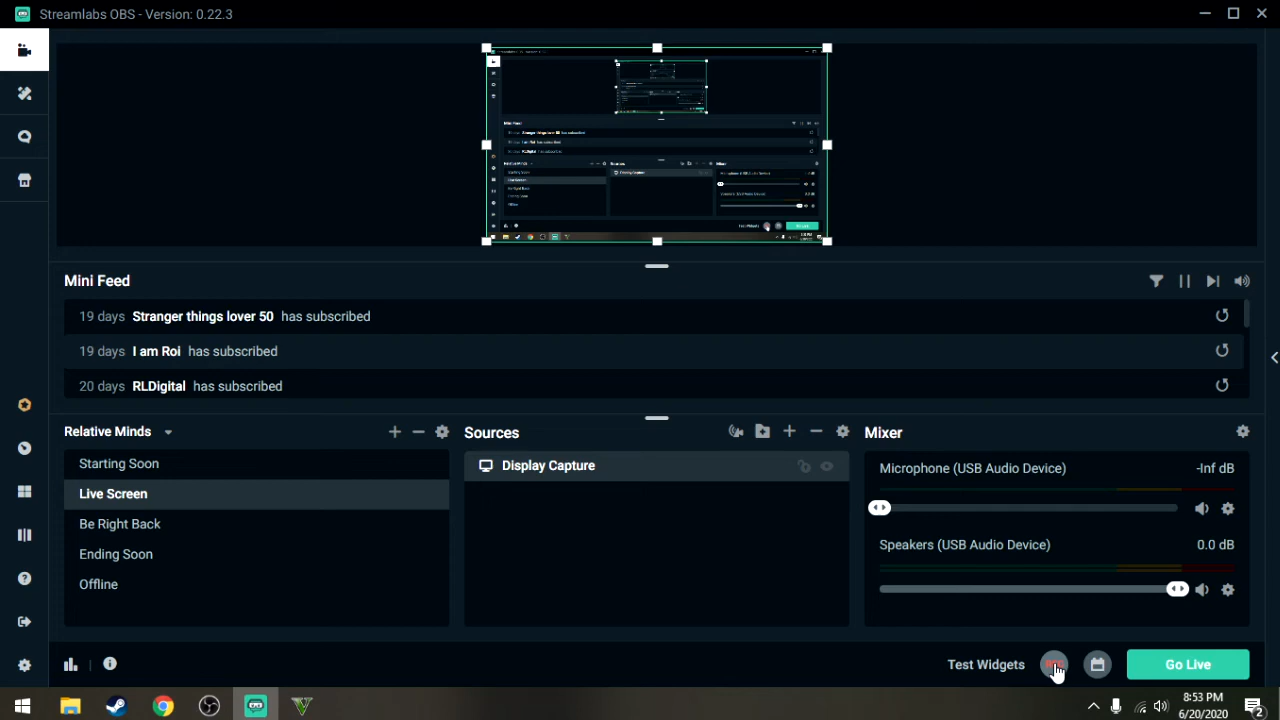 Streamlabs OBS - Version: 0.22.3
Mini Feed
19 days Stranger things lover 50 has subscribed
19 days I am Roi has subscribed
20 days RLDigital has subscribed
Relative Minds
Starting Soon
Live Screen
Be Right Back
Ending Soon
Offline
Sources
Display Capture
Mixer
Microphone (USB Audio Device) -Inf dB
Speakers (USB Audio Device) 0.0 dB
Test Widgets
Go Live
8:53 PM
6/20/2020
2